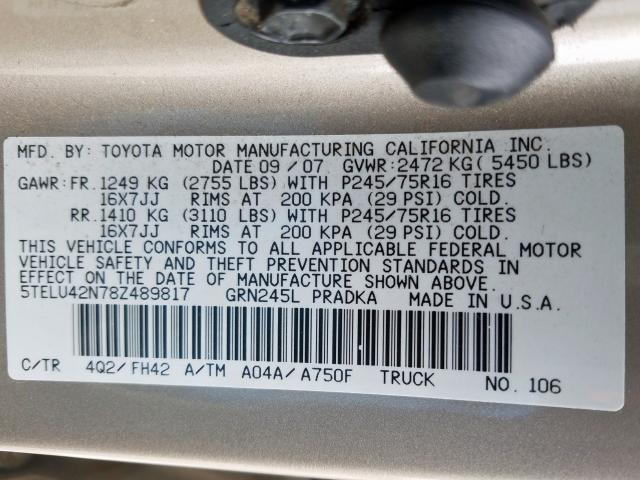 MFD. BY: TOYOTA MOTOR MANUFACTURING CALIFORNIA INC.
DATE 09 / 07 GVWR: 2472 KG( 5450 LBS)
GAWR: FR. 1249 KG (2755 LBS) WITH P245/75R16 TIRES
16X7JJ RIMS AT 200 KPA (29 PSI) COLD.
RR. 1410 KG (3110 LBS) WITH P245/75R16 TIRES
16X7JJ RIMS AT 200 KPA (29 PSI) COLD.
THIS VEHICLE CONFORMS TO ALL APPLICABLE FEDERAL MOTOR
VEHICLE SAFETY AND THEFT PREVENTION STANDARDS IN
EFFECT ON THE DATE OF MANUFACTURE SHOWN ABOVE.
5TELU42N78Z489817 GRN245L PRADKA MADE IN U.S.A.
C/TR 4Q2/ FH42 A/TM A04A/ A750F TRUCK NO. 106